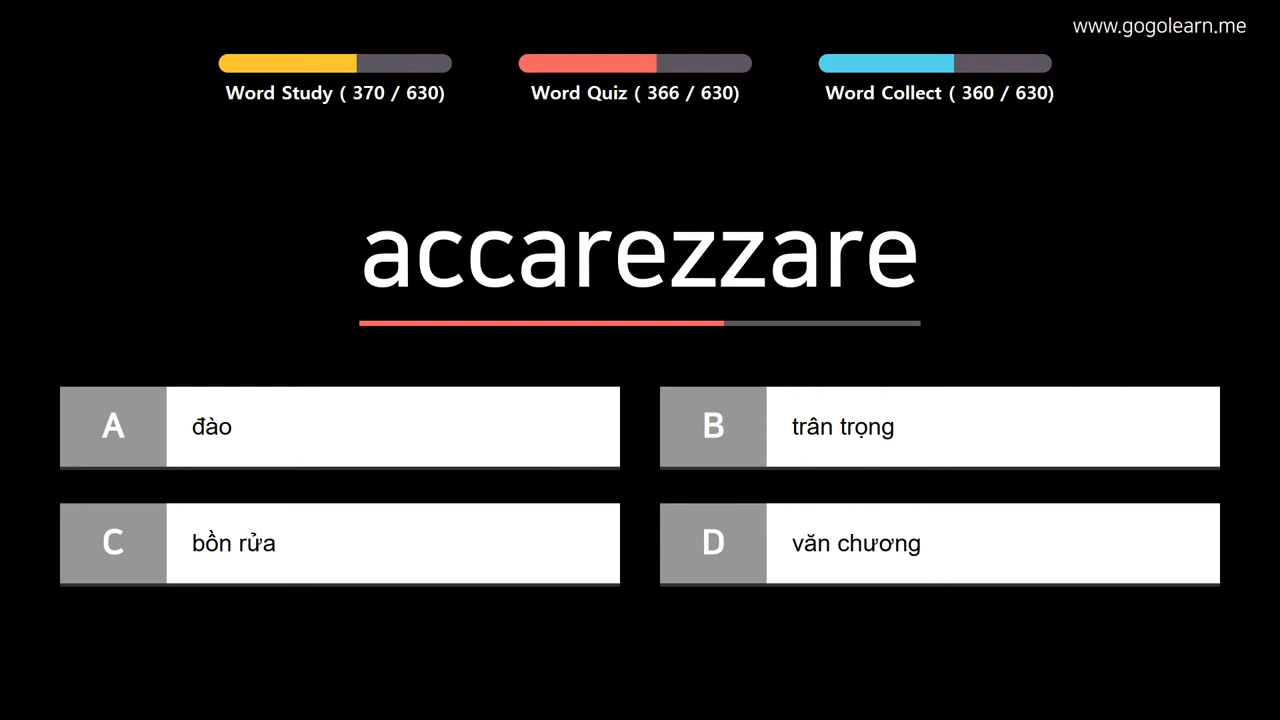 www.gogolearn.me
Word Study ( 370 / 630)
Word Quiz ( 366 / 630)
Word Collect ( 360 / 630)
accarezzare
A đào
B trân trọng
C bồn rửa
D văn chương